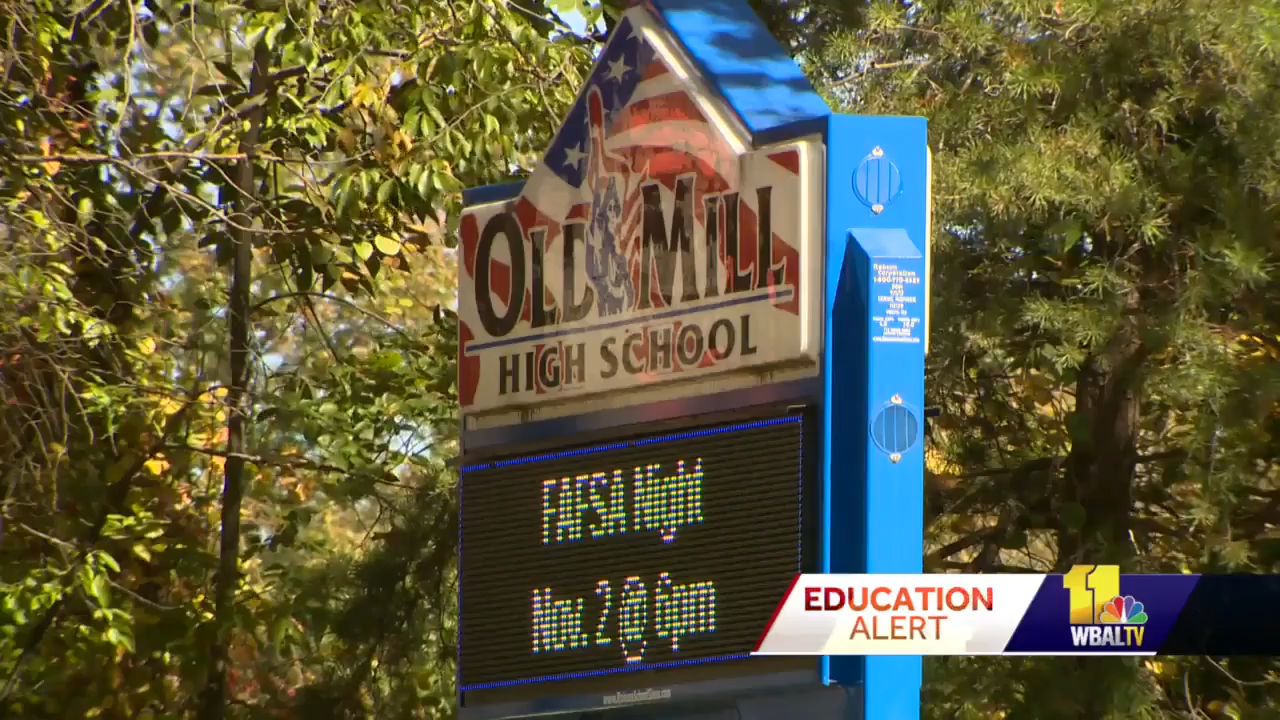 OLD MILL
HIGH SCHOOL
FAFSA Night
Nov. 2 @ 6pm
EDUCATION
ALERT
11
WBALTV